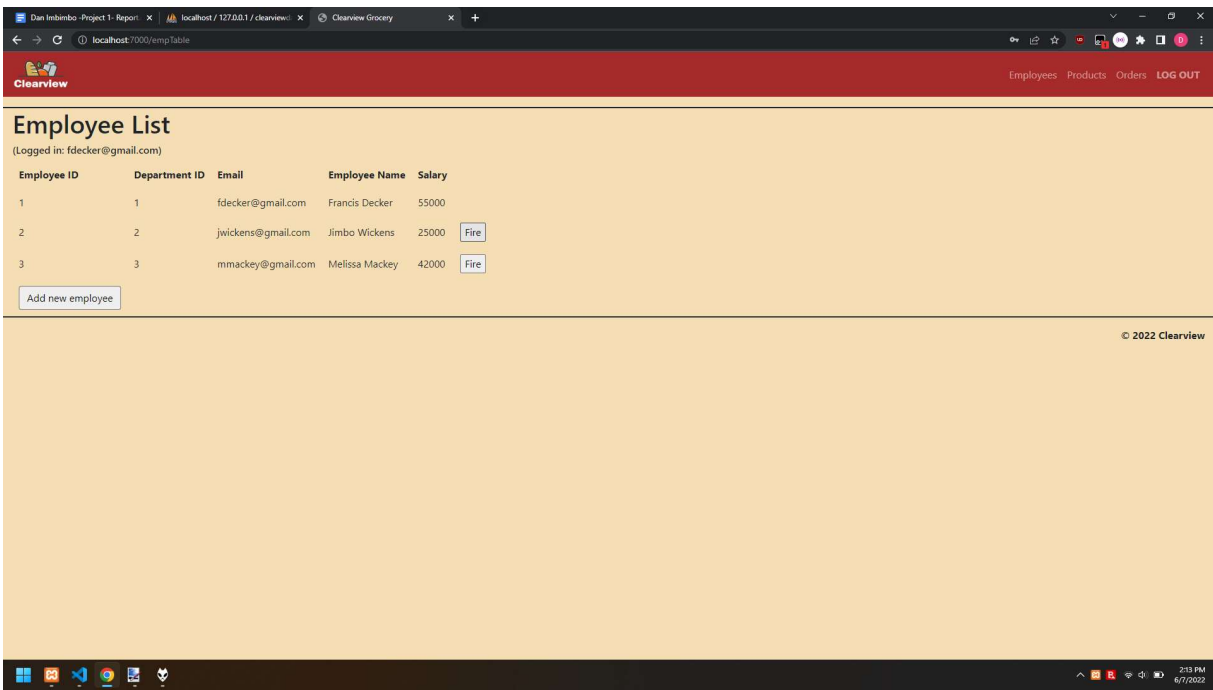 Dan Imbimbo -Project 1- Report
localhost / 127.0.0.1 / clearviewd
Clearview Grocery
localhost:7000/empTable
Clearview
Employees Products Orders LOG OUT
Employee List
(Logged in: fdecker@gmail.com)
Employee ID Department ID Email Employee Name Salary
1 1 fdecker@gmail.com Francis Decker 55000
2 2 jwickens@gmail.com Jimbo Wickens 25000 Fire
3 3 mmackey@gmail.com Melissa Mackey 42000 Fire
Add new employee
© 2022 Clearview
2:13 PM
6/7/2022